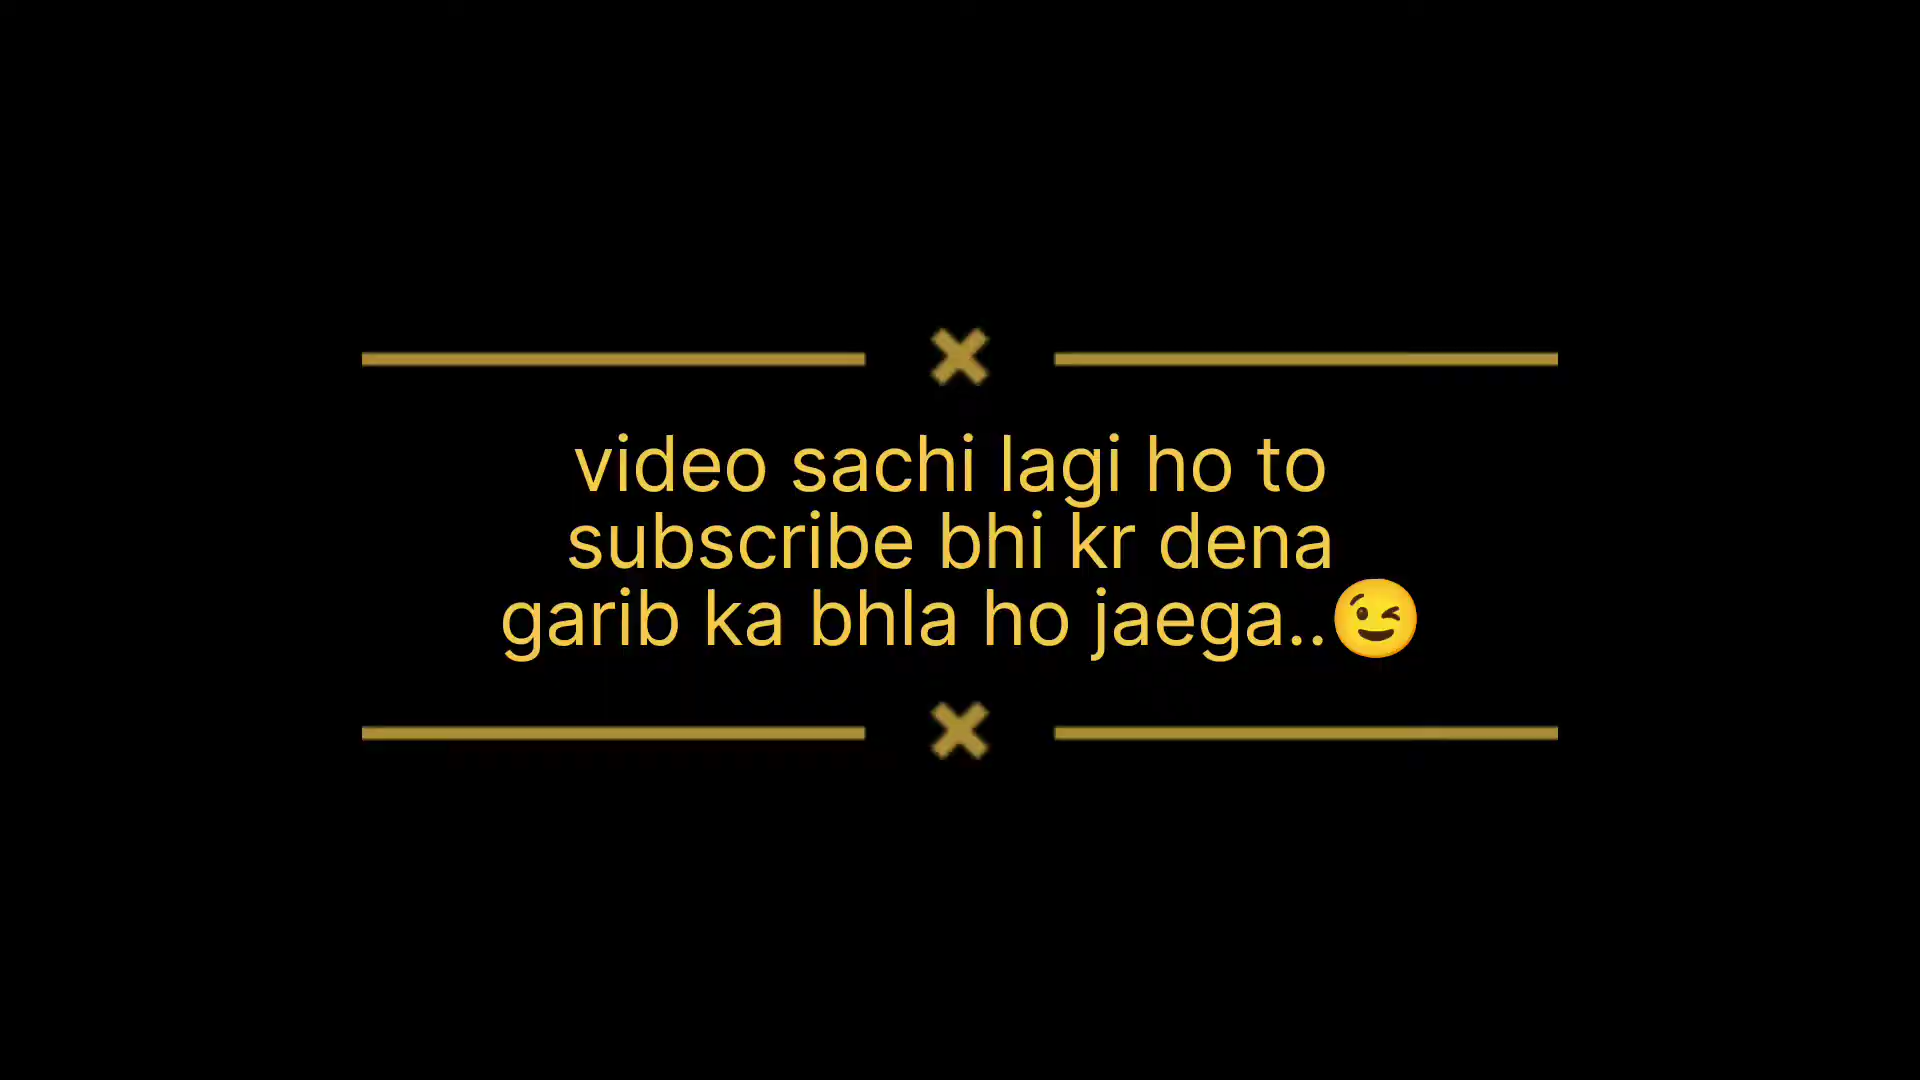 video sachi lagi ho to
subscribe bhi kr dena
garib ka bhla ho jaega..😉